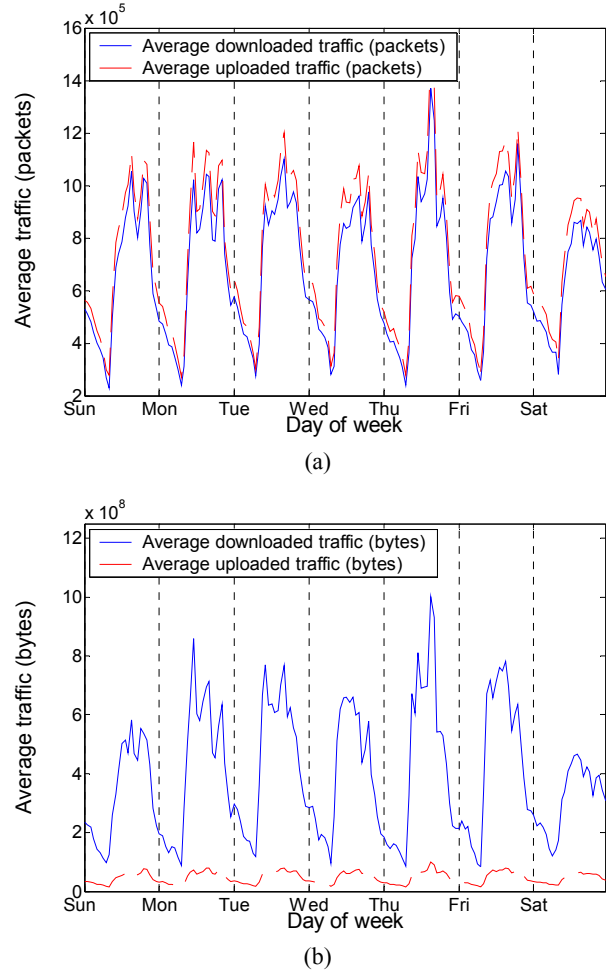 x 10^5
16
Average downloaded traffic (packets)
Average uploaded traffic (packets)
14
12
10
8
6
4
2
Average traffic (packets)
Sun Mon Tue Wed Thu Fri Sat
Day of week
(a)
x 10^8
12
Average downloaded traffic (bytes)
Average uploaded traffic (bytes)
10
8
6
4
2
0
Average traffic (bytes)
Sun Mon Tue Wed Thu Fri Sat
Day of week
(b)